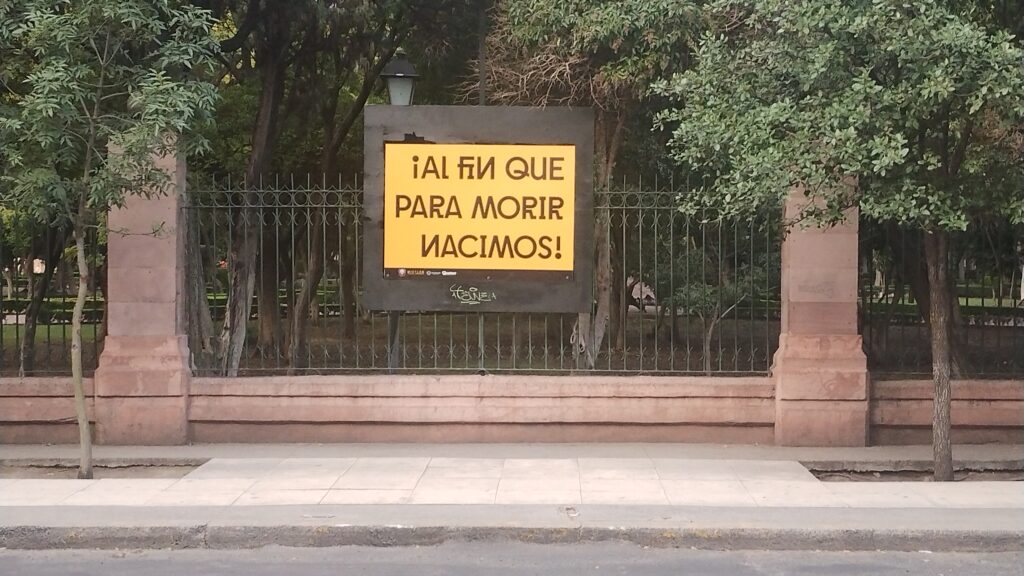 ¡AL FIN QUE
PARA MORIR
NACIMOS!